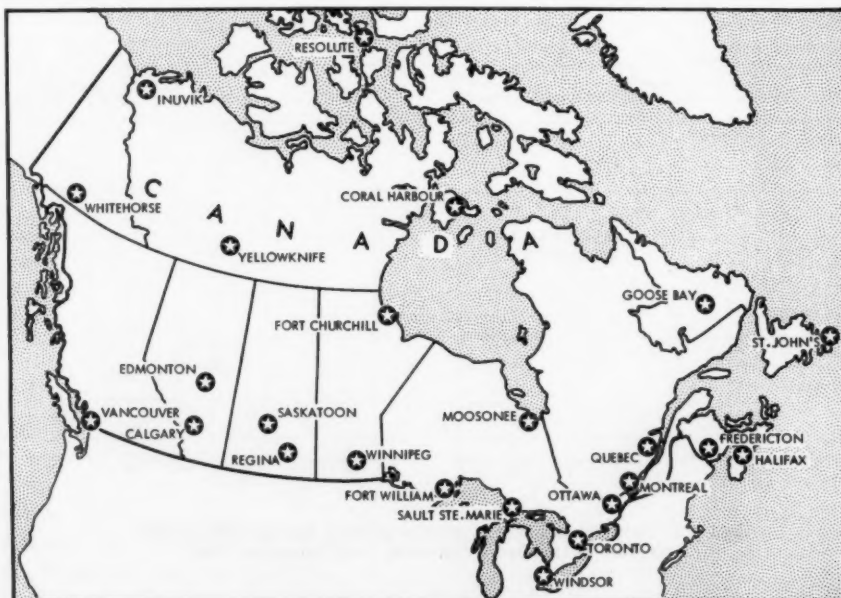 RESOLUTE
INUVIK
CORAL HARBOUR
WHITEHORSE
C A N A D A
YELLOWKNIFE
GOOSE BAY
FORT CHURCHILL
ST. JOHN'S
EDMONTON
VANCOUVER
CALGARY
SASKATOON
MOOSONEE
REGINA
WINNIPEG
QUEBEC
FREDERICTON
HALIFAX
FORT WILLIAM
OTTAWA
MONTREAL
SAULT STE. MARIE
TORONTO
WINDSOR